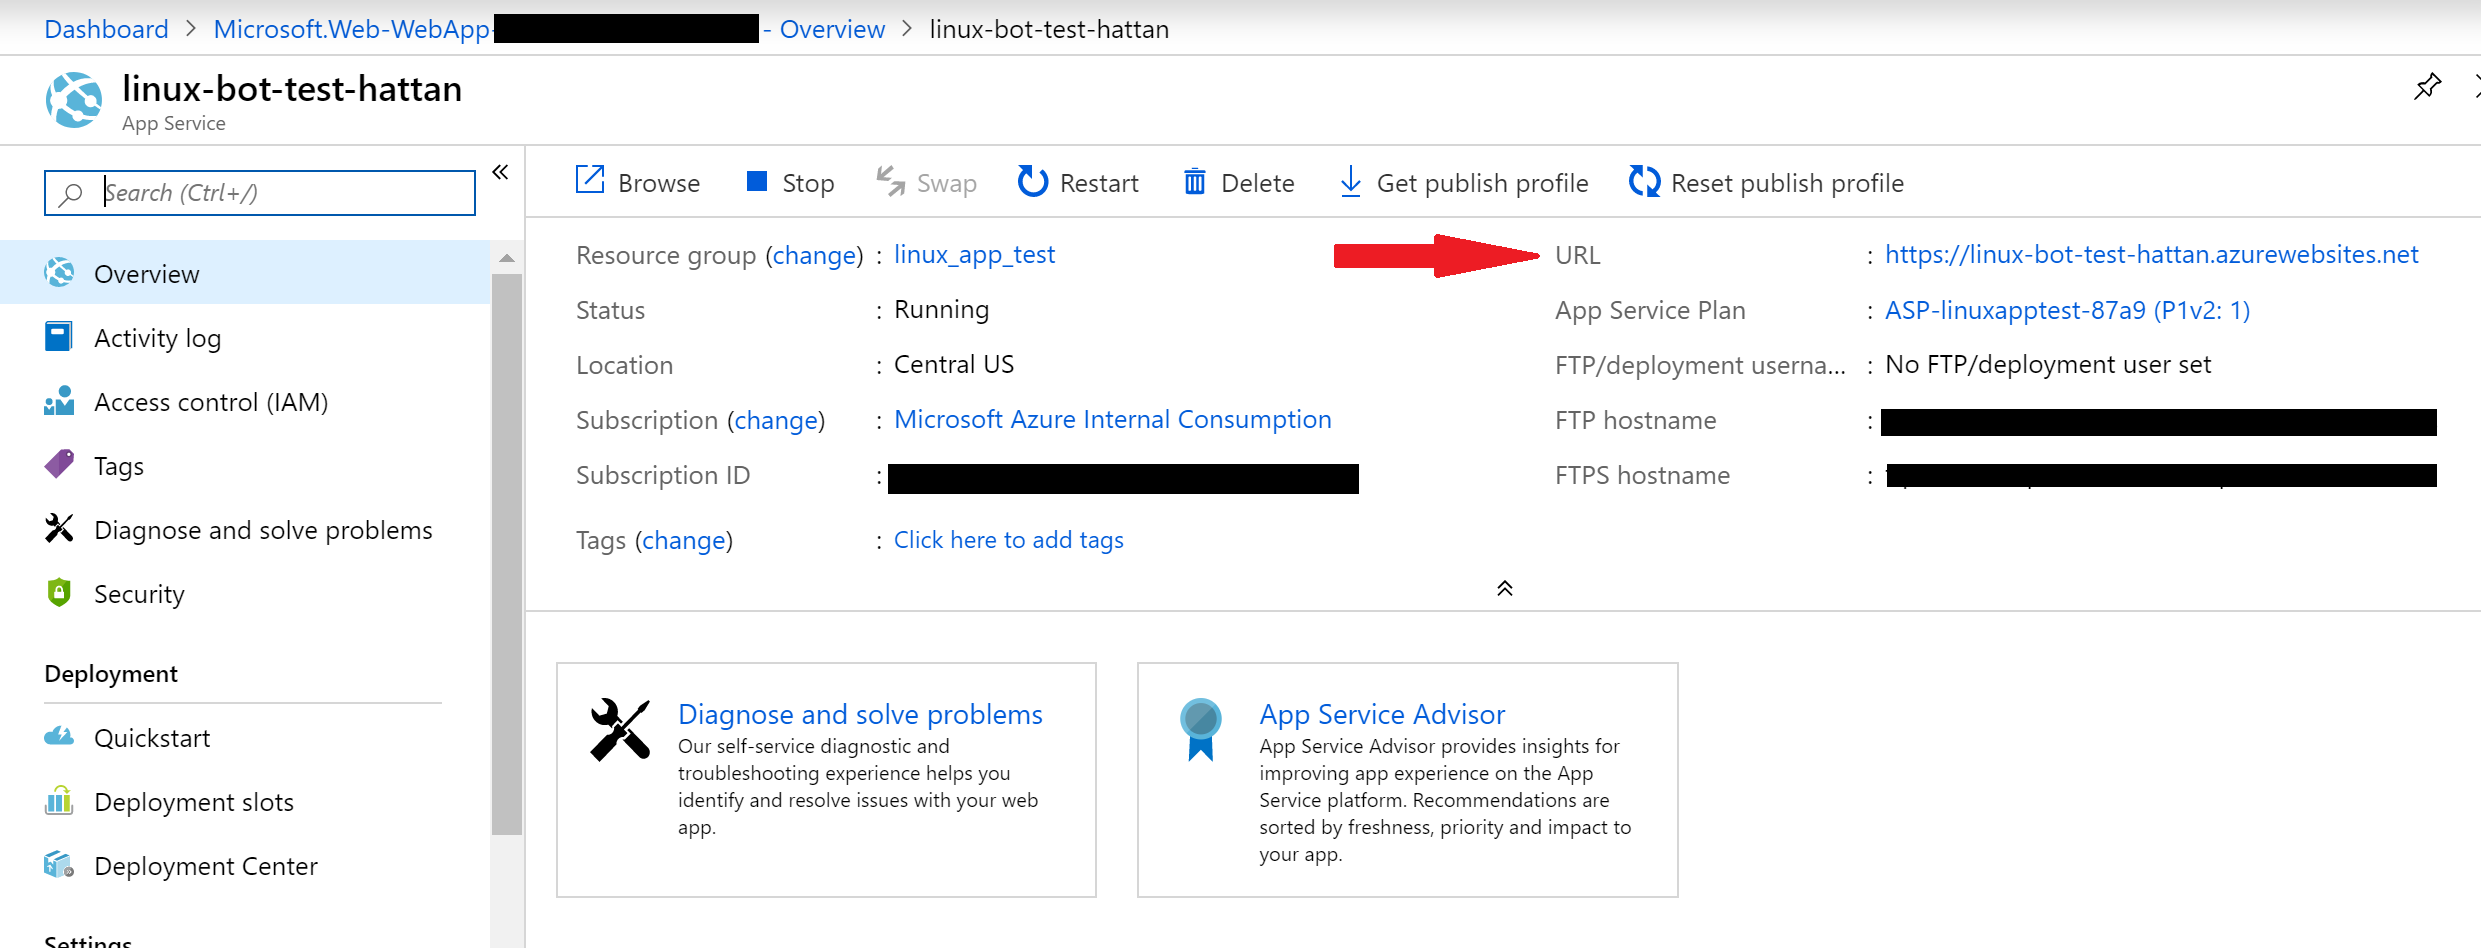 Dashboard > Microsoft.Web-WebApp- - Overview > linux-bot-test-hattan
linux-bot-test-hattan
App Service
Search (Ctrl+/)
Overview
Activity log
Access control (IAM)
Tags
Diagnose and solve problems
Security
Deployment
Quickstart
Deployment slots
Deployment Center
Settings
Browse Stop Swap Restart Delete Get publish profile Reset publish profile
Resource group (change) : linux_app_test
Status : Running
Location : Central US
Subscription (change) : Microsoft Azure Internal Consumption
Subscription ID :
Tags (change) : Click here to add tags
URL : https://linux-bot-test-hattan.azurewebsites.net
App Service Plan : ASP-linuxapptest-87a9 (P1v2: 1)
FTP/deployment userna... : No FTP/deployment user set
FTP hostname :
FTPS hostname :
Diagnose and solve problems
Our self-service diagnostic and
troubleshooting experience helps you
identify and resolve issues with your web
app.
App Service Advisor
App Service Advisor provides insights for
improving app experience on the App
Service platform. Recommendations are
sorted by freshness, priority and impact to
your app.